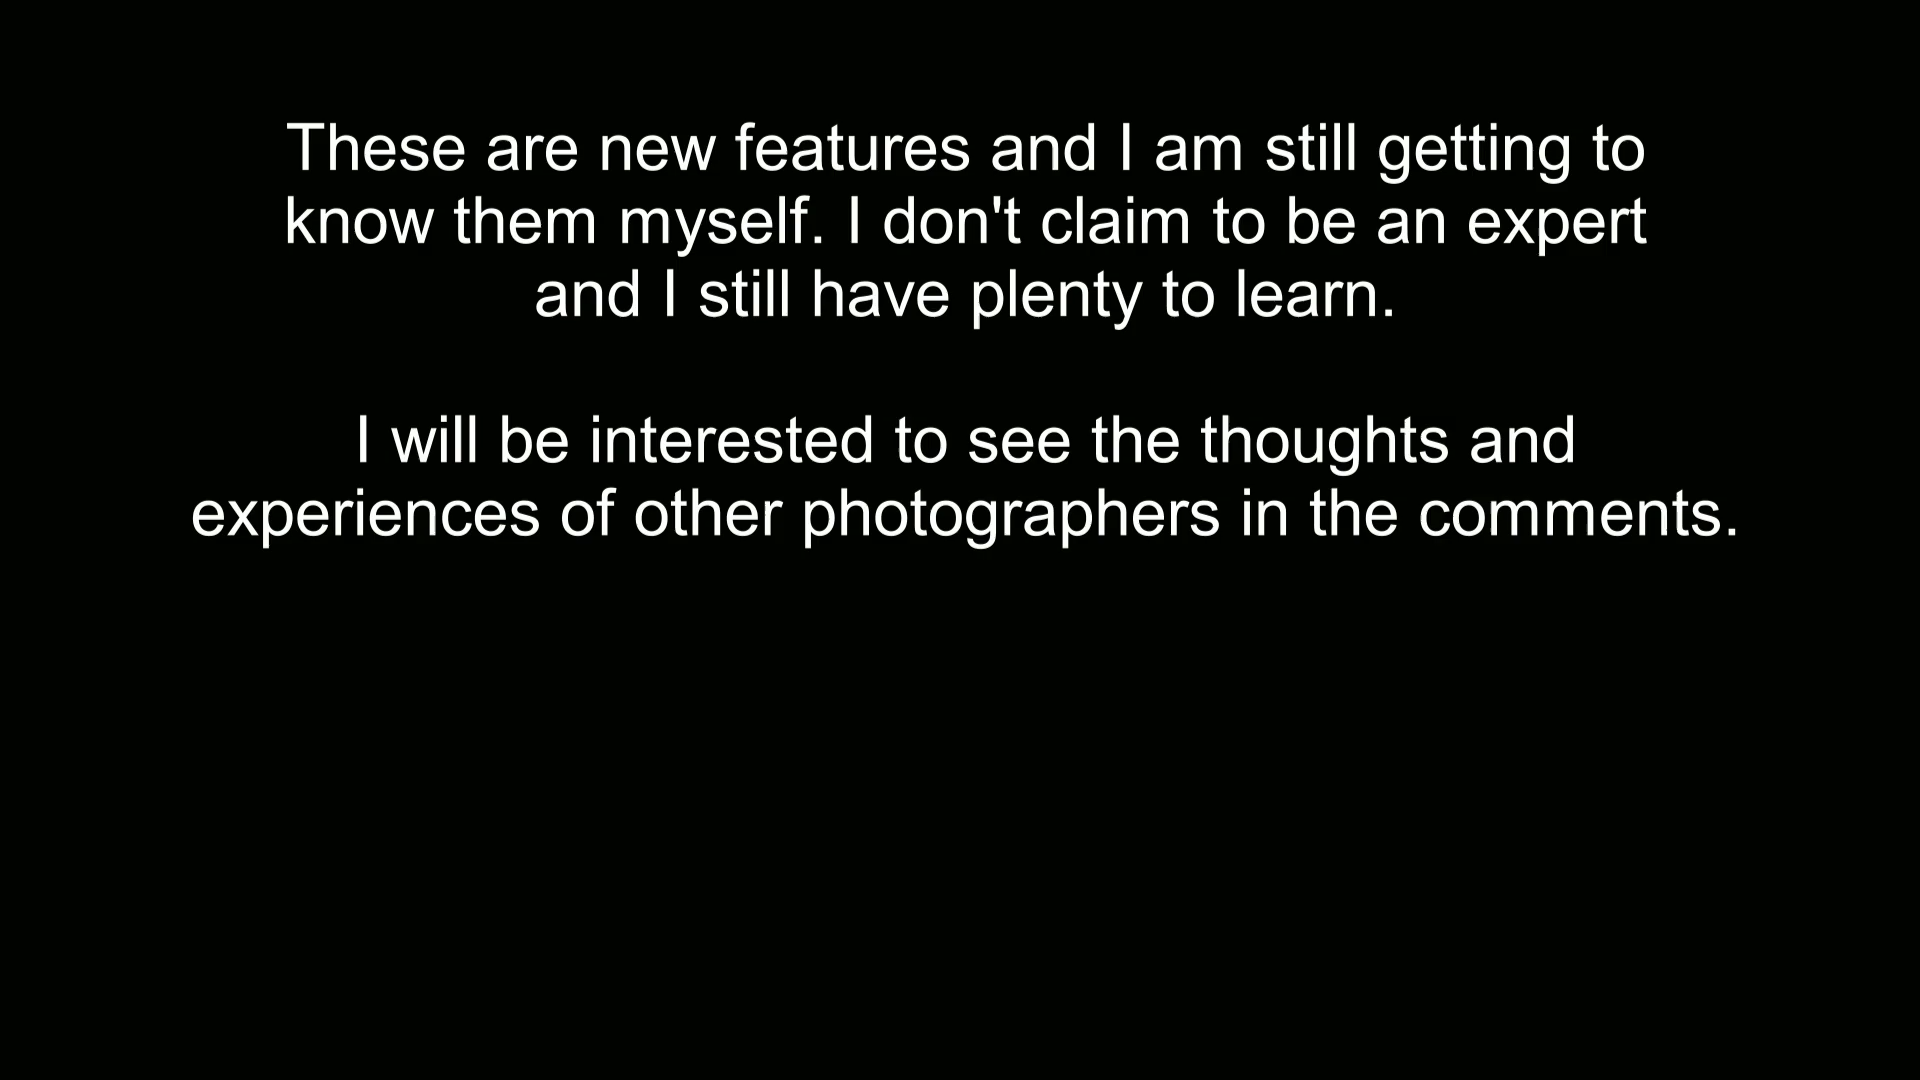 These are new features and I am still getting to
know them myself. I don't claim to be an expert
and I still have plenty to learn.
I will be interested to see the thoughts and
experiences of other photographers in the comments.